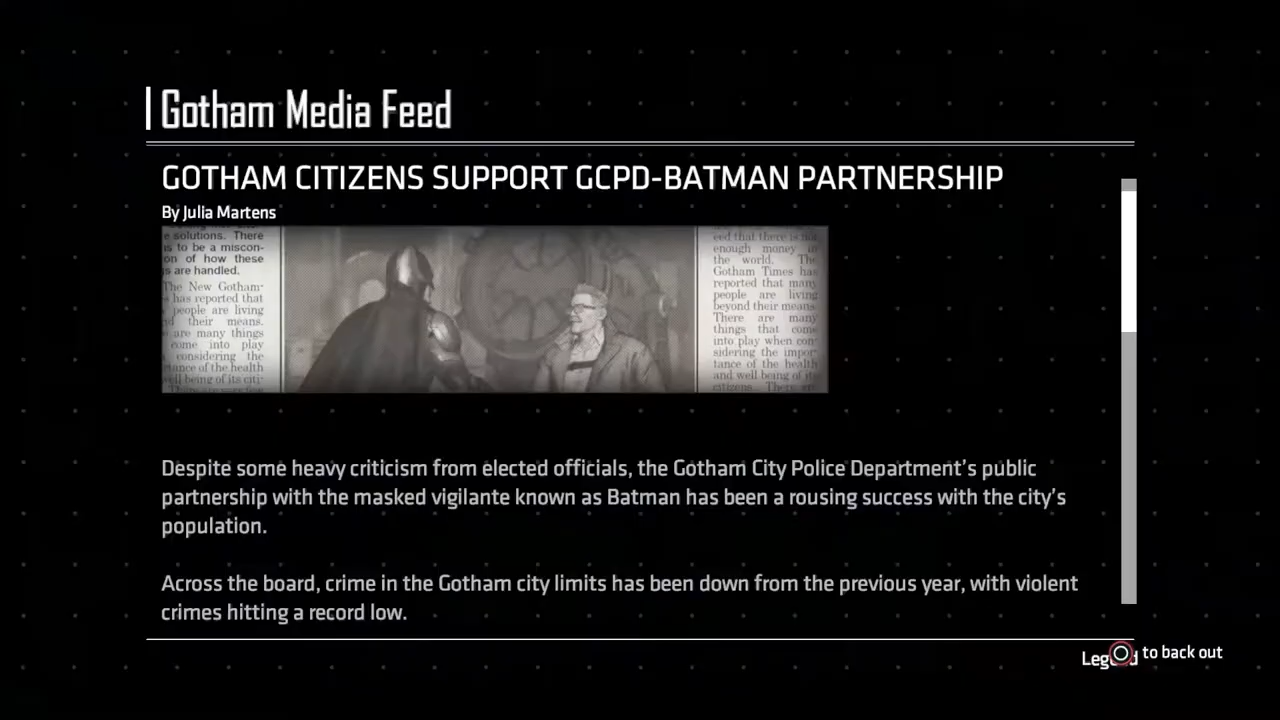 Gotham Media Feed
GOTHAM CITIZENS SUPPORT GCPD-BATMAN PARTNERSHIP
By Julia Martens
e solutions. There
is to be a miscon-
on of how these
s are handled.
The New Gotham-
has reported that
people are living
their means.
are many things
come into play
considering the
tance of the health
well being of its citi-
eed that there is not
enough money in
the world. The
Gotham Times has
reported that many
people are living
beyond their means.
There are many
things that come
into play when con-
sidering the impor-
tance of the health
and well being of its
citizens. There
Despite some heavy criticism from elected officials, the Gotham City Police Department's public
partnership with the masked vigilante known as Batman has been a rousing success with the city's
population.
Across the board, crime in the Gotham city limits has been down from the previous year, with violent
crimes hitting a record low.
to back out